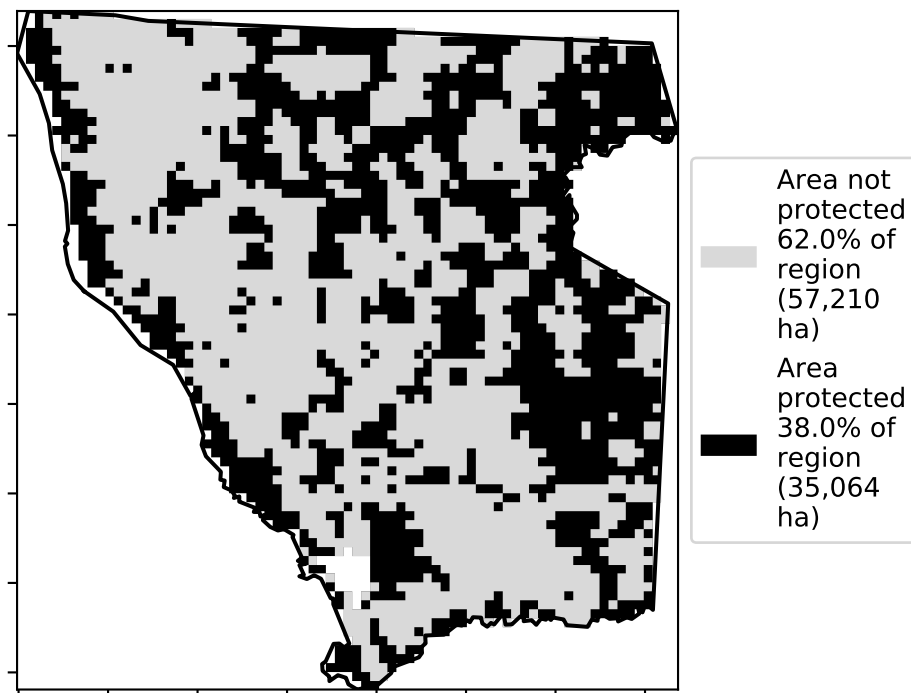 Area not
protected
62.0% of
region
(57,210
ha)
Area
protected
38.0% of
region
(35,064
ha)